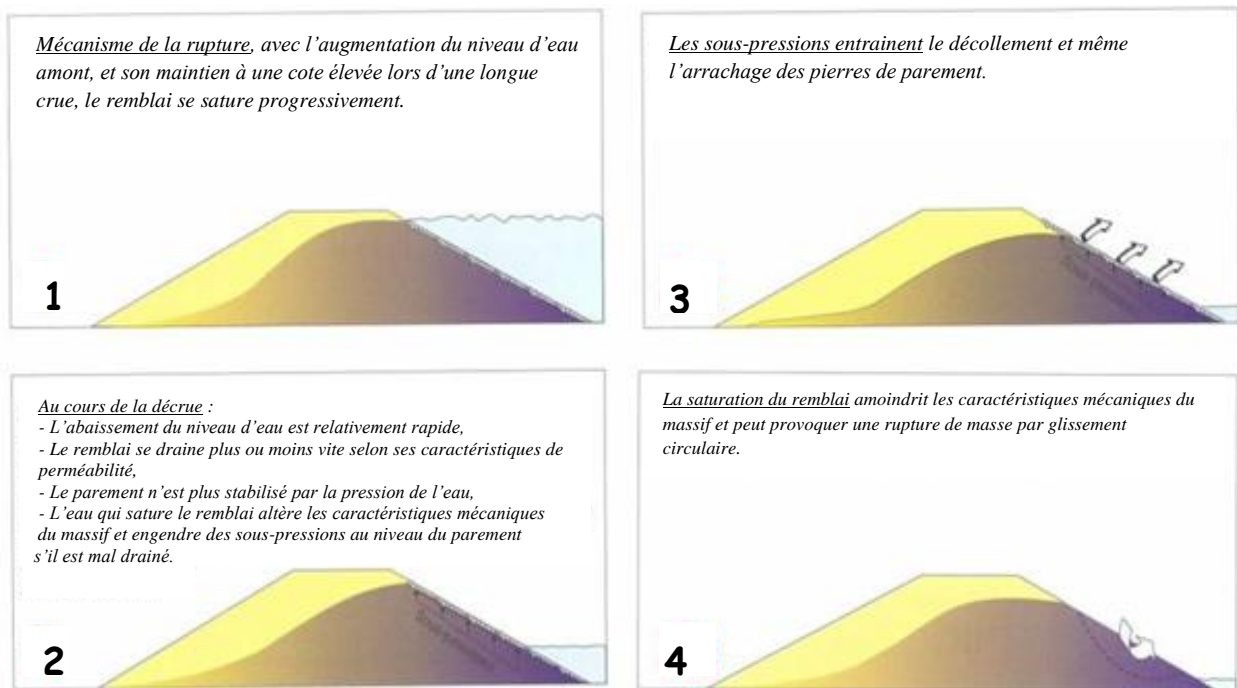 Mécanisme de la rupture, avec l'augmentation du niveau d'eau
amont, et son maintien à une cote élevée lors d'une longue
crue, le remblai se sature progressivement.
1
Au cours de la décrue :
- L'abaissement du niveau d'eau est relativement rapide,
- Le remblai se draine plus ou moins vite selon ses caractéristiques de
perméabilité,
- Le parement n'est plus stabilisé par la pression de l'eau,
- L'eau qui sature le remblai altère les caractéristiques mécaniques
du massif et engendre des sous-pressions au niveau du parement
s'il est mal drainé.
2
Les sous-pressions entrainent le décollement et même
l'arrachage des pierres de parement.
3
La saturation du remblai amoindrit les caractéristiques mécaniques du
massif et peut provoquer une rupture de masse par glissement
circulaire.
4